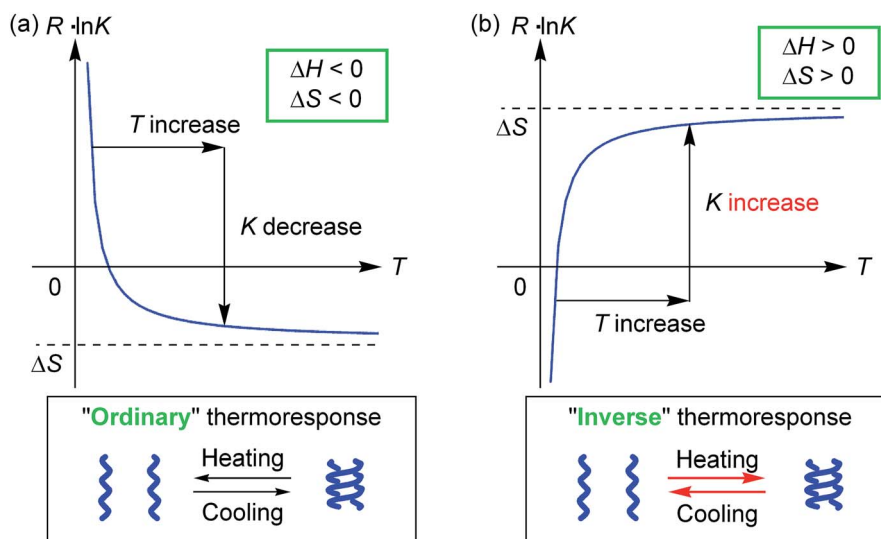 (a) R·lnK
ΔH < 0
ΔS < 0
T increase
K decrease
0
T
ΔS
"Ordinary" thermoresponse
Heating
Cooling
(b) R·lnK
ΔH > 0
ΔS > 0
ΔS
K increase
0
T
T increase
"Inverse" thermoresponse
Heating
Cooling